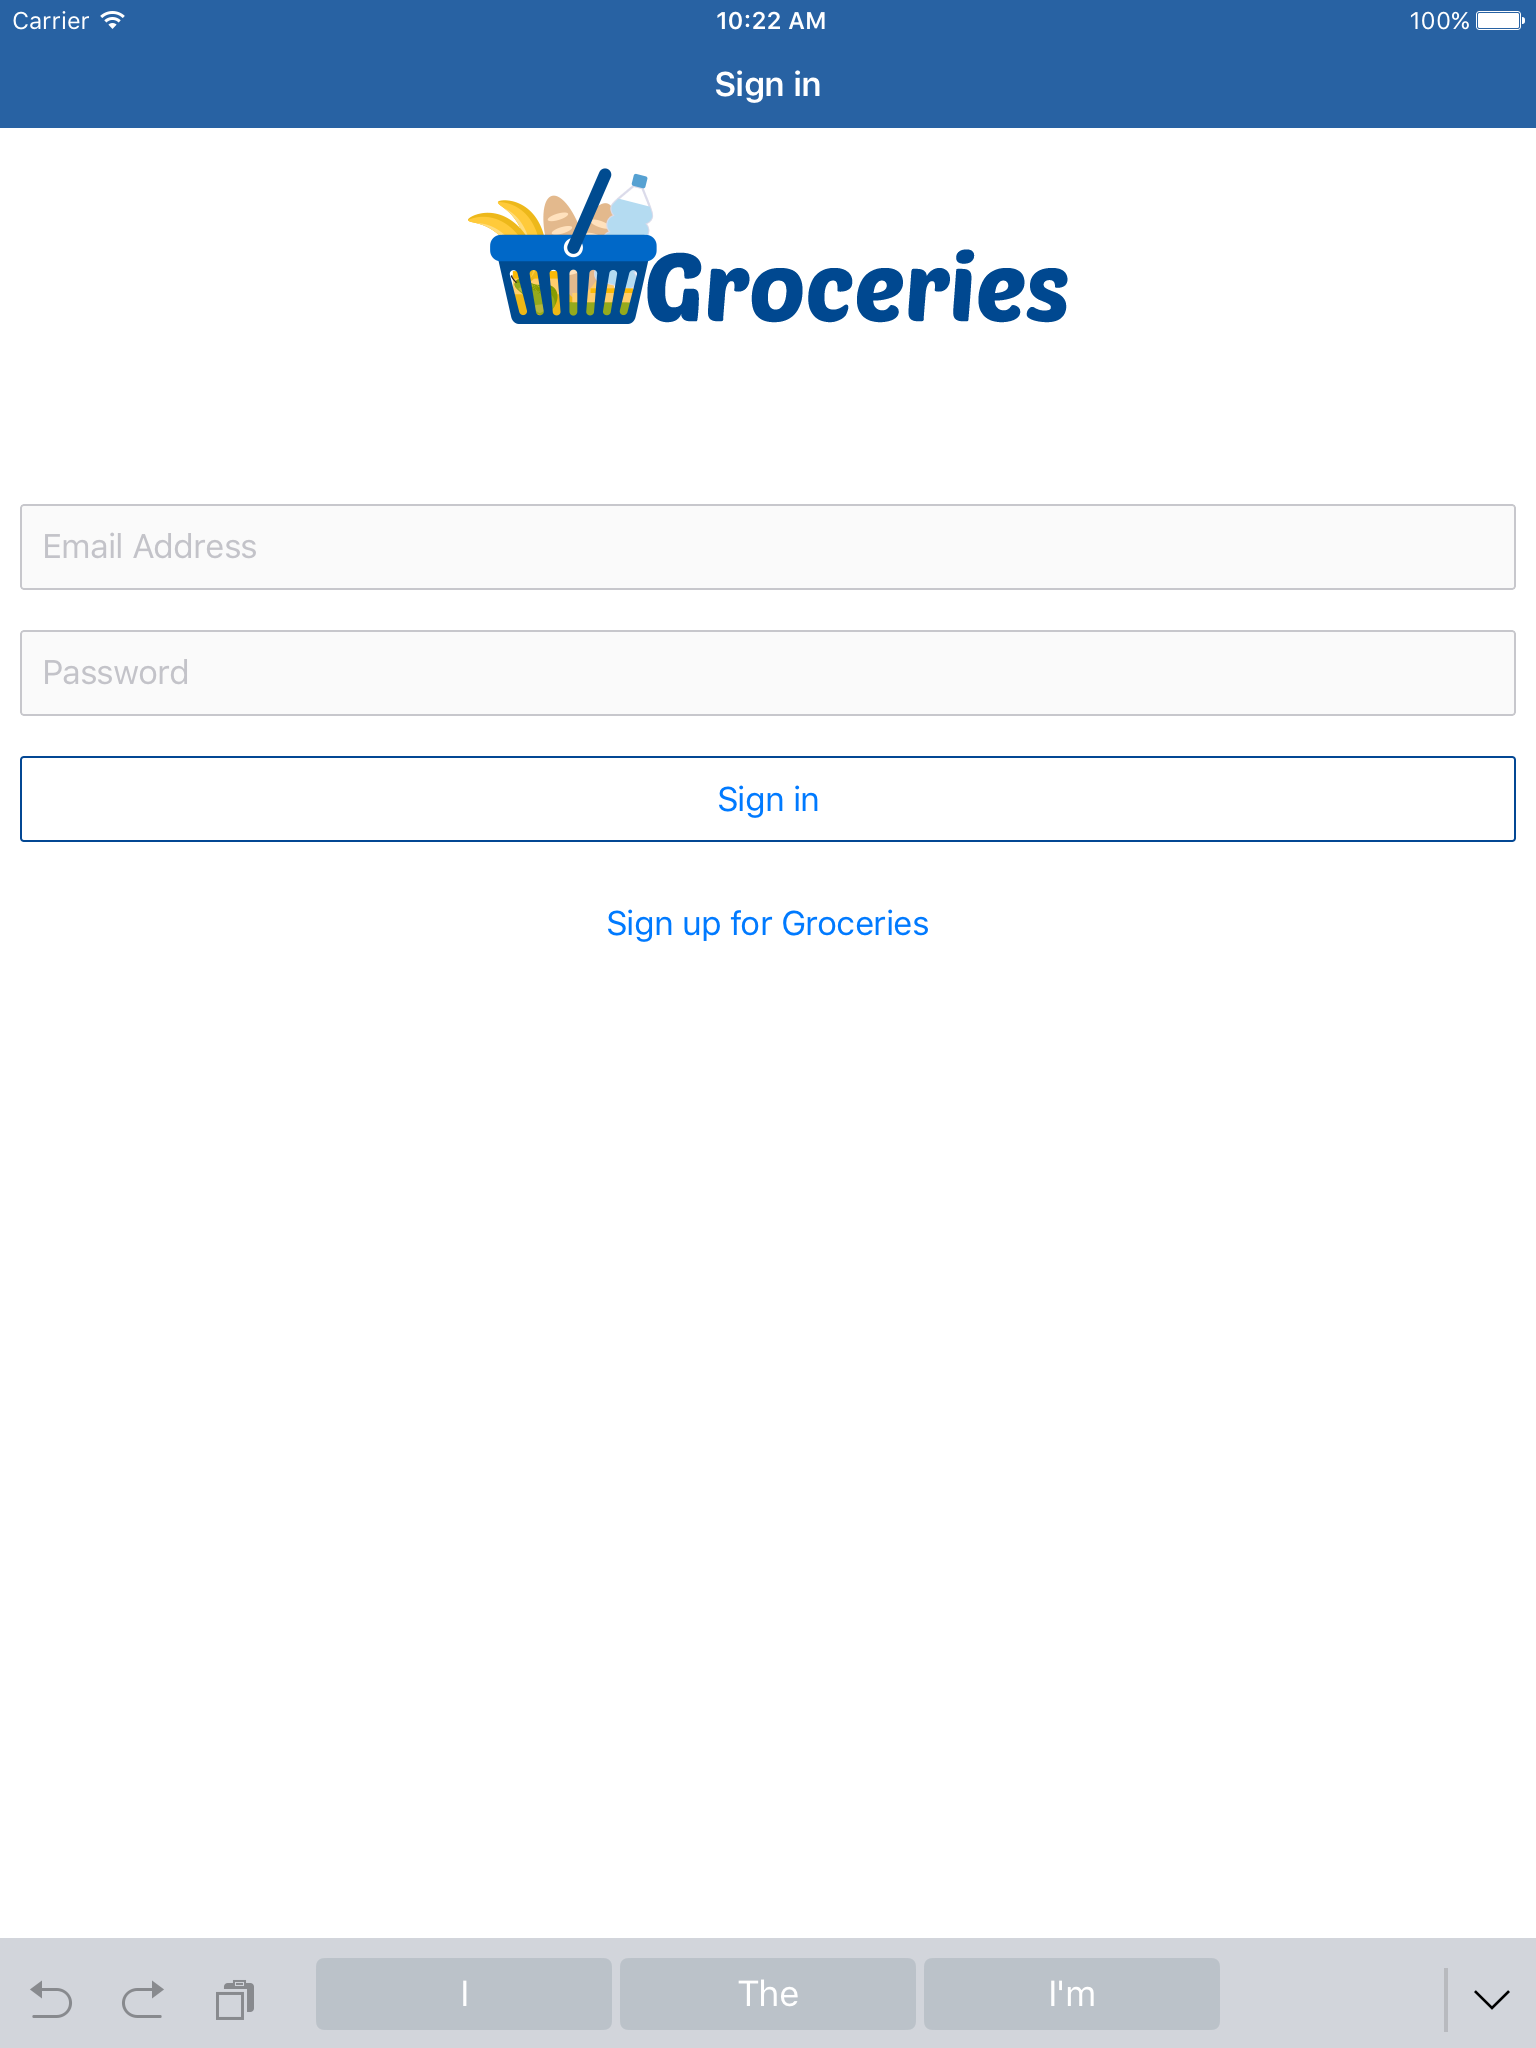 Carrier 10:22 AM 100%
Sign in
Groceries
Email Address
Password
Sign in
Sign up for Groceries
I The I'm